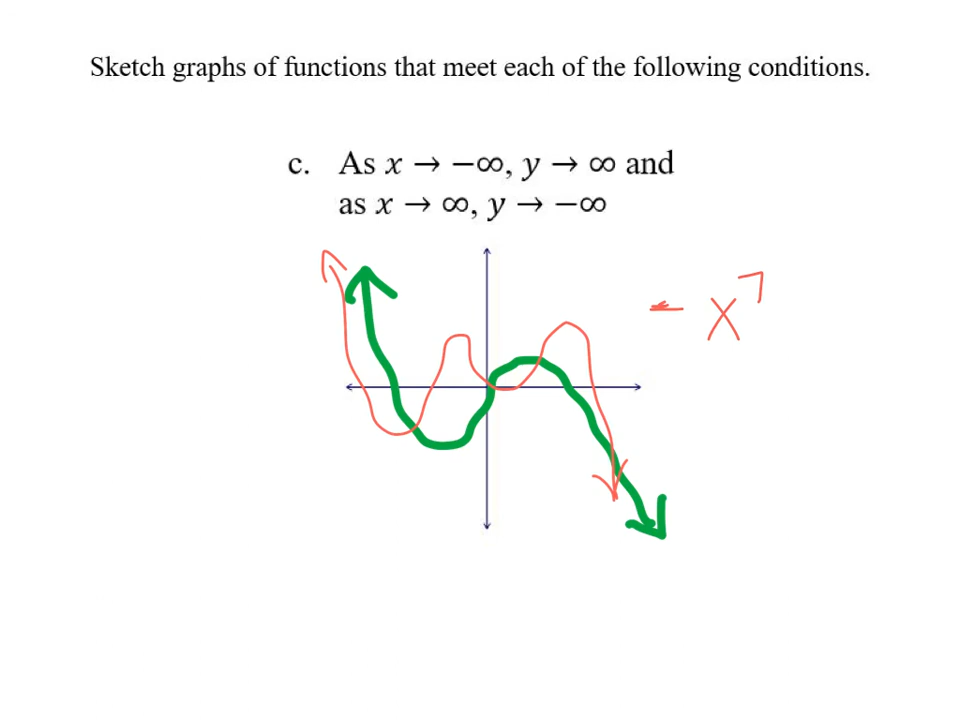 Sketch graphs of functions that meet each of the following conditions.
c. As x → −∞, y → ∞ and
as x → ∞, y → −∞
- x⁷